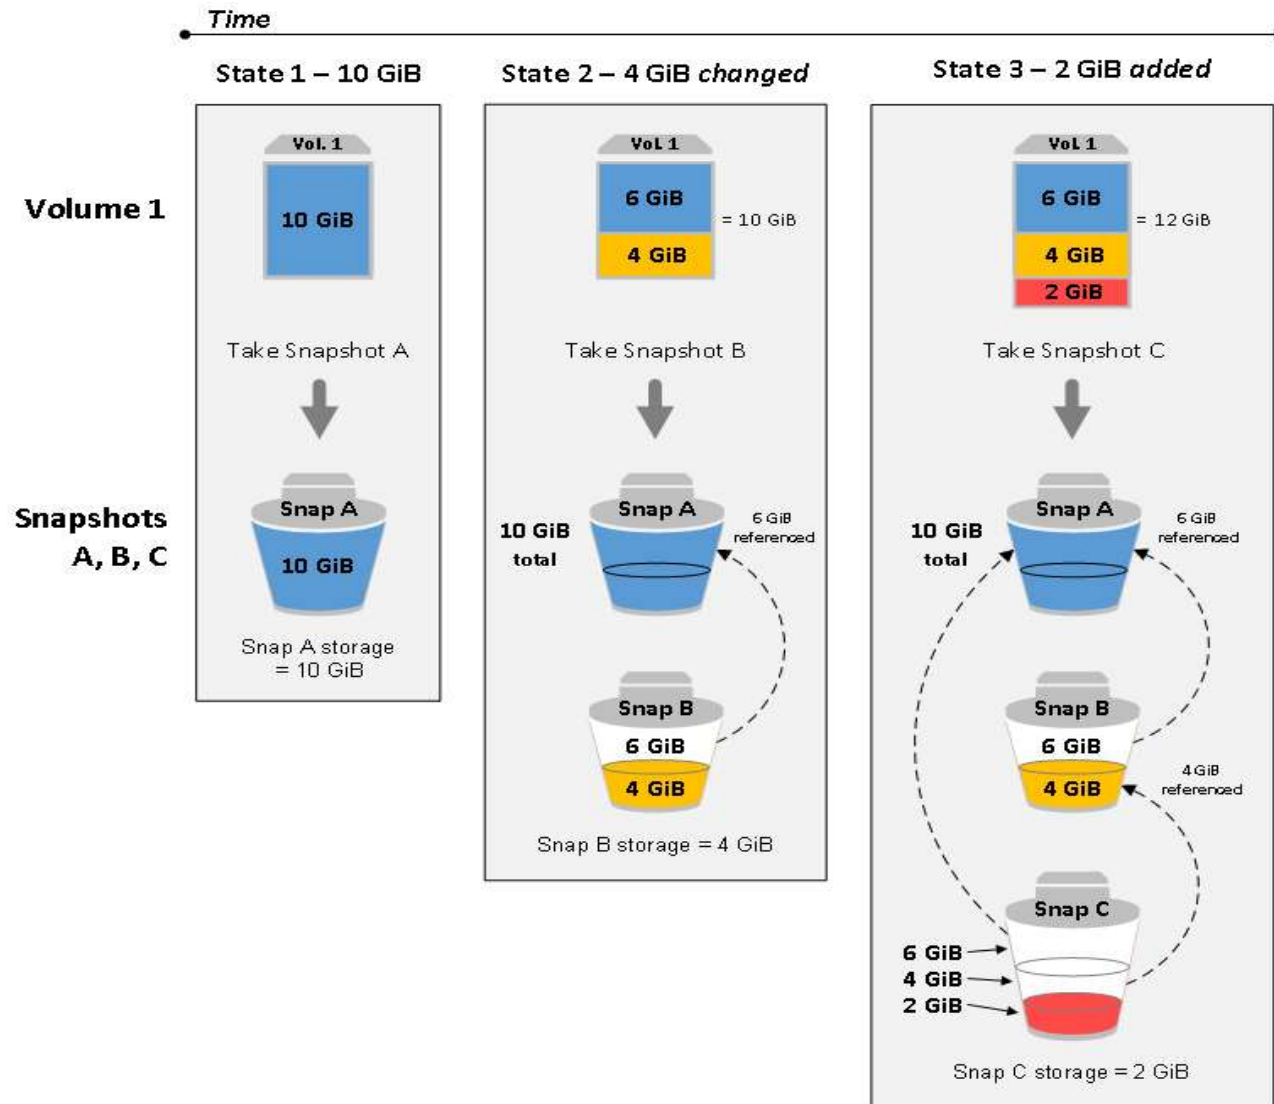 Time
State 1 – 10 GiB
State 2 – 4 GiB changed
State 3 – 2 GiB added
Volume 1
Vol. 1
10 GiB
Take Snapshot A
Vol. 1
6 GiB
4 GiB
= 10 GiB
Take Snapshot B
Vol. 1
6 GiB
4 GiB
2 GiB
= 12 GiB
Take Snapshot C
Snapshots
A, B, C
Snap A
10 GiB
Snap A storage
= 10 GiB
10 GiB
total
Snap A
6 GiB
referenced
Snap B
6 GiB
4 GiB
Snap B storage = 4 GiB
10 GiB
total
Snap A
6 GiB
referenced
Snap B
6 GiB
4 GiB
4 GiB
referenced
Snap C
6 GiB
4 GiB
2 GiB
Snap C storage = 2 GiB